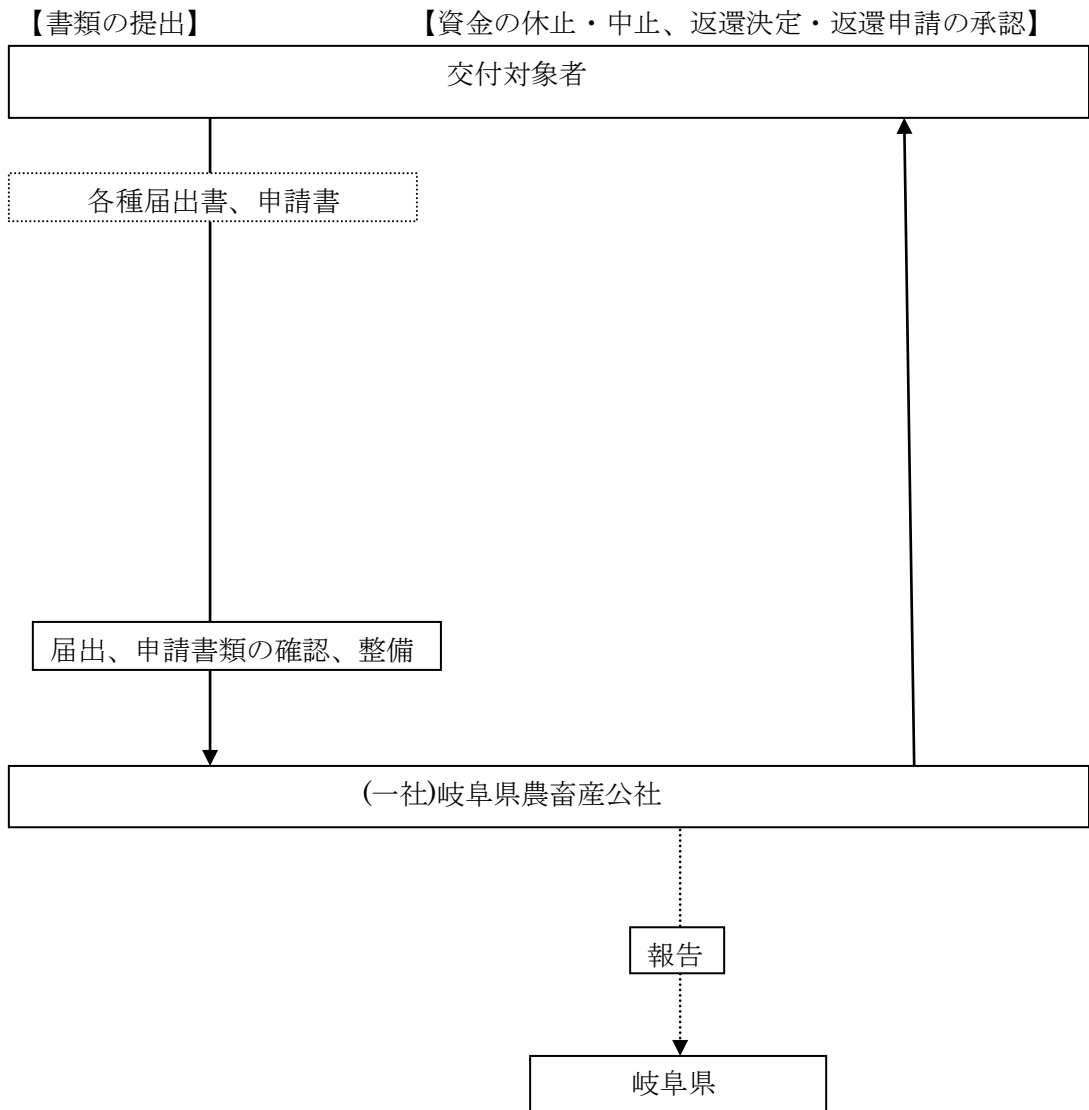 【書類の提出】
【資金の休止・中止、返還決定・返還申請の承認】
交付対象者
各種届出書、申請書
届出、申請書類の確認、整備
(一社)岐阜県農畜産公社
報告
岐阜県